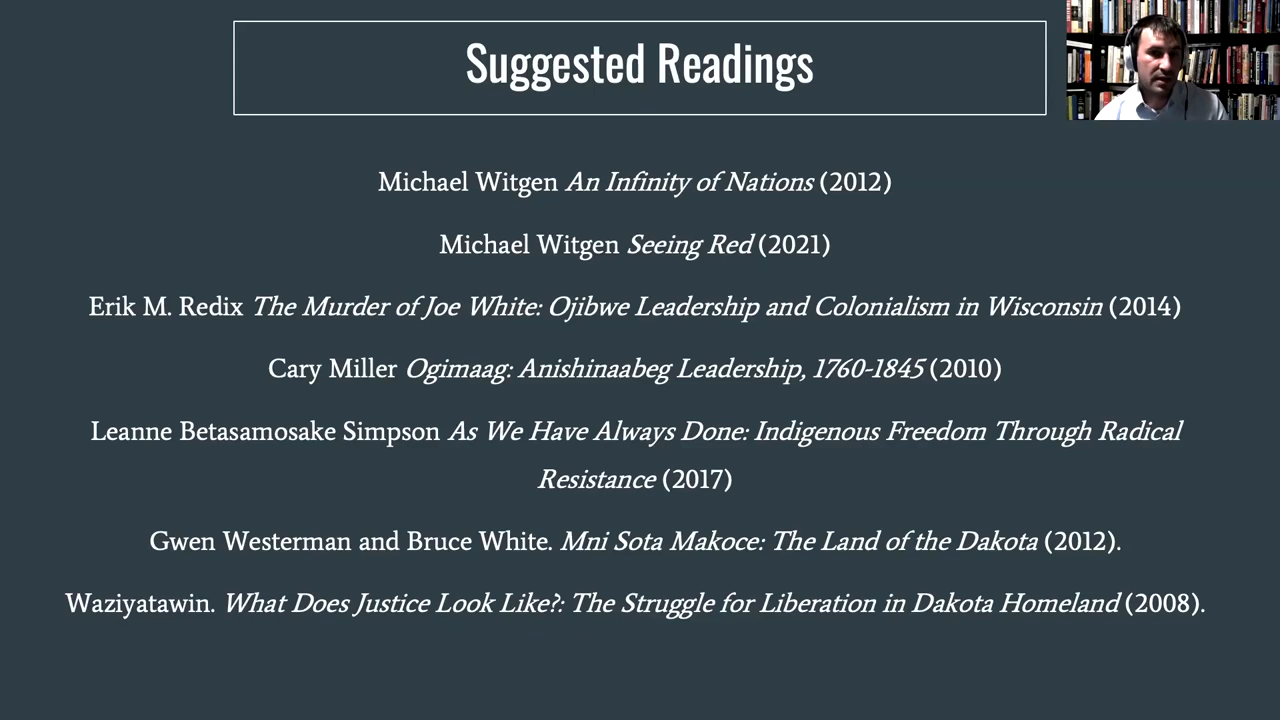 Suggested Readings
Michael Witgen An Infinity of Nations (2012)
Michael Witgen Seeing Red (2021)
Erik M. Redix The Murder of Joe White: Ojibwe Leadership and Colonialism in Wisconsin (2014)
Cary Miller Ogimaag: Anishinaabeg Leadership, 1760-1845 (2010)
Leanne Betasamosake Simpson As We Have Always Done: Indigenous Freedom Through Radical
Resistance (2017)
Gwen Westerman and Bruce White. Mni Sota Makoce: The Land of the Dakota (2012).
Waziyatawin. What Does Justice Look Like?: The Struggle for Liberation in Dakota Homeland (2008).